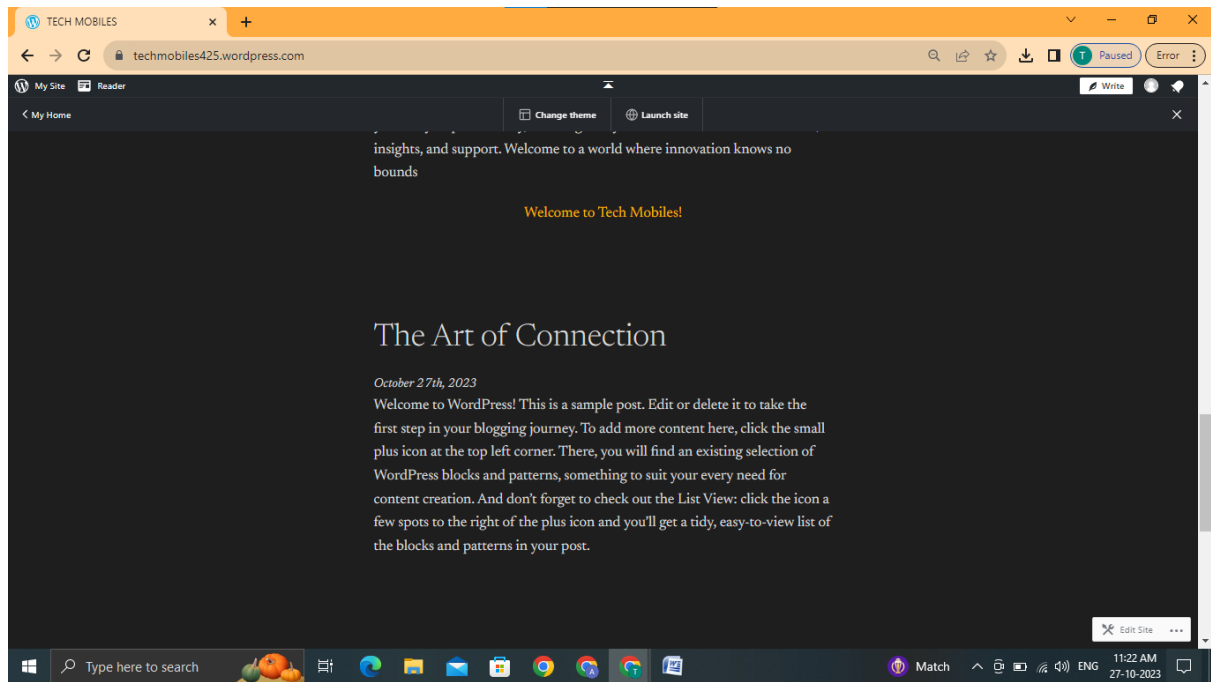 TECH MOBILES
techmobiles425.wordpress.com
Paused
Error
My Site
Reader
Write
My Home
Change theme
Launch site
insights, and support. Welcome to a world where innovation knows no
bounds
Welcome to Tech Mobiles!
The Art of Connection
October 27th, 2023
Welcome to WordPress! This is a sample post. Edit or delete it to take the
first step in your blogging journey. To add more content here, click the small
plus icon at the top left corner. There, you will find an existing selection of
WordPress blocks and patterns, something to suit your every need for
content creation. And don't forget to check out the List View: click the icon a
few spots to the right of the plus icon and you'll get a tidy, easy-to-view list of
the blocks and patterns in your post.
Edit Site
Type here to search
Match
ENG
11:22 AM
27-10-2023